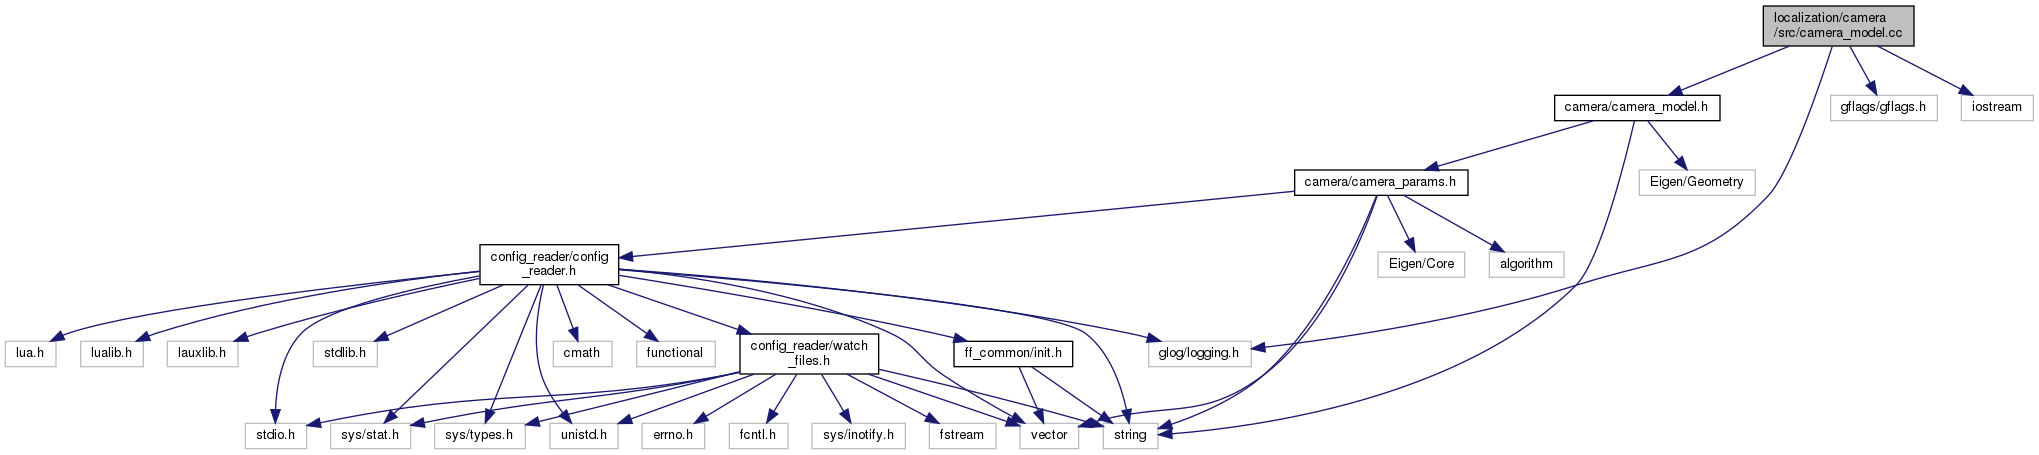 localization/camera
/src/camera_model.cc
camera/camera_model.h
gflags/gflags.h
iostream
camera/camera_params.h
Eigen/Geometry
config_reader/config
_reader.h
Eigen/Core
algorithm
lua.h
lualib.h
lauxlib.h
stdlib.h
cmath
functional
config_reader/watch
_files.h
ff_common/init.h
glog/logging.h
stdio.h
sys/stat.h
sys/types.h
unistd.h
errno.h
fcntl.h
sys/inotify.h
fstream
vector
string